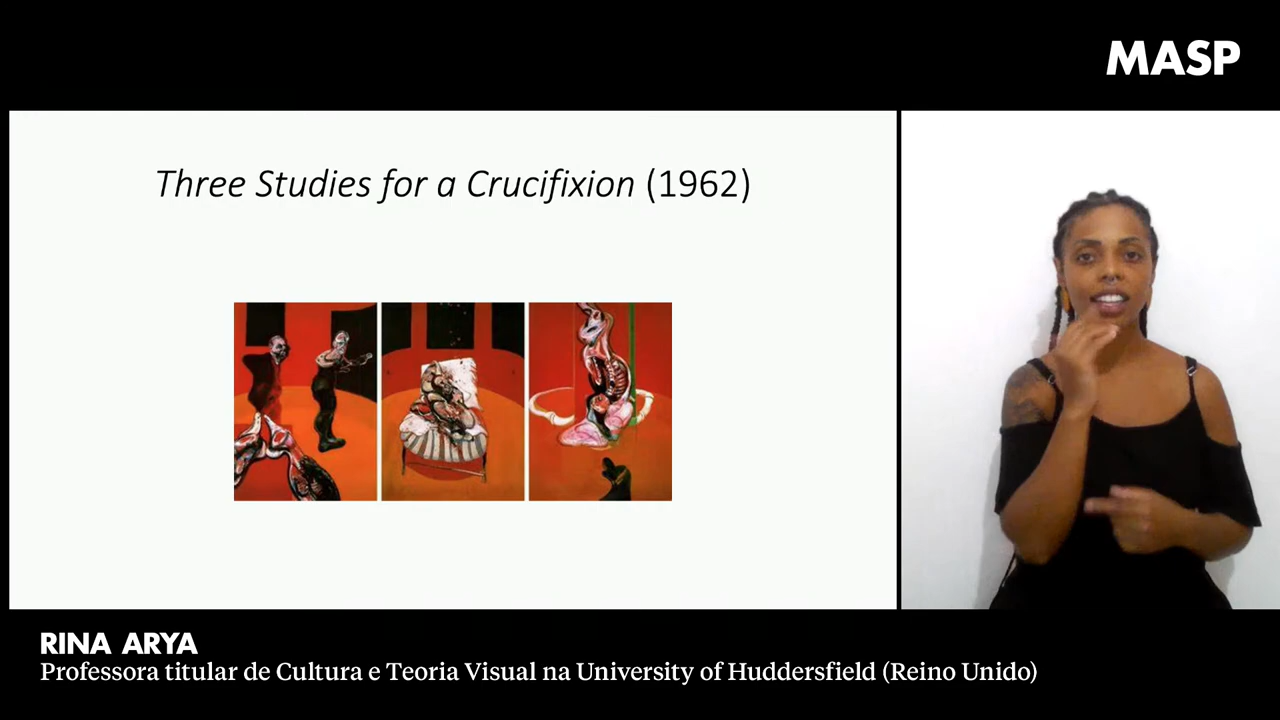 MASP
Three Studies for a Crucifixion (1962)
RINA ARYA
Professora titular de Cultura e Teoria Visual na University of Huddersfield (Reino Unido)